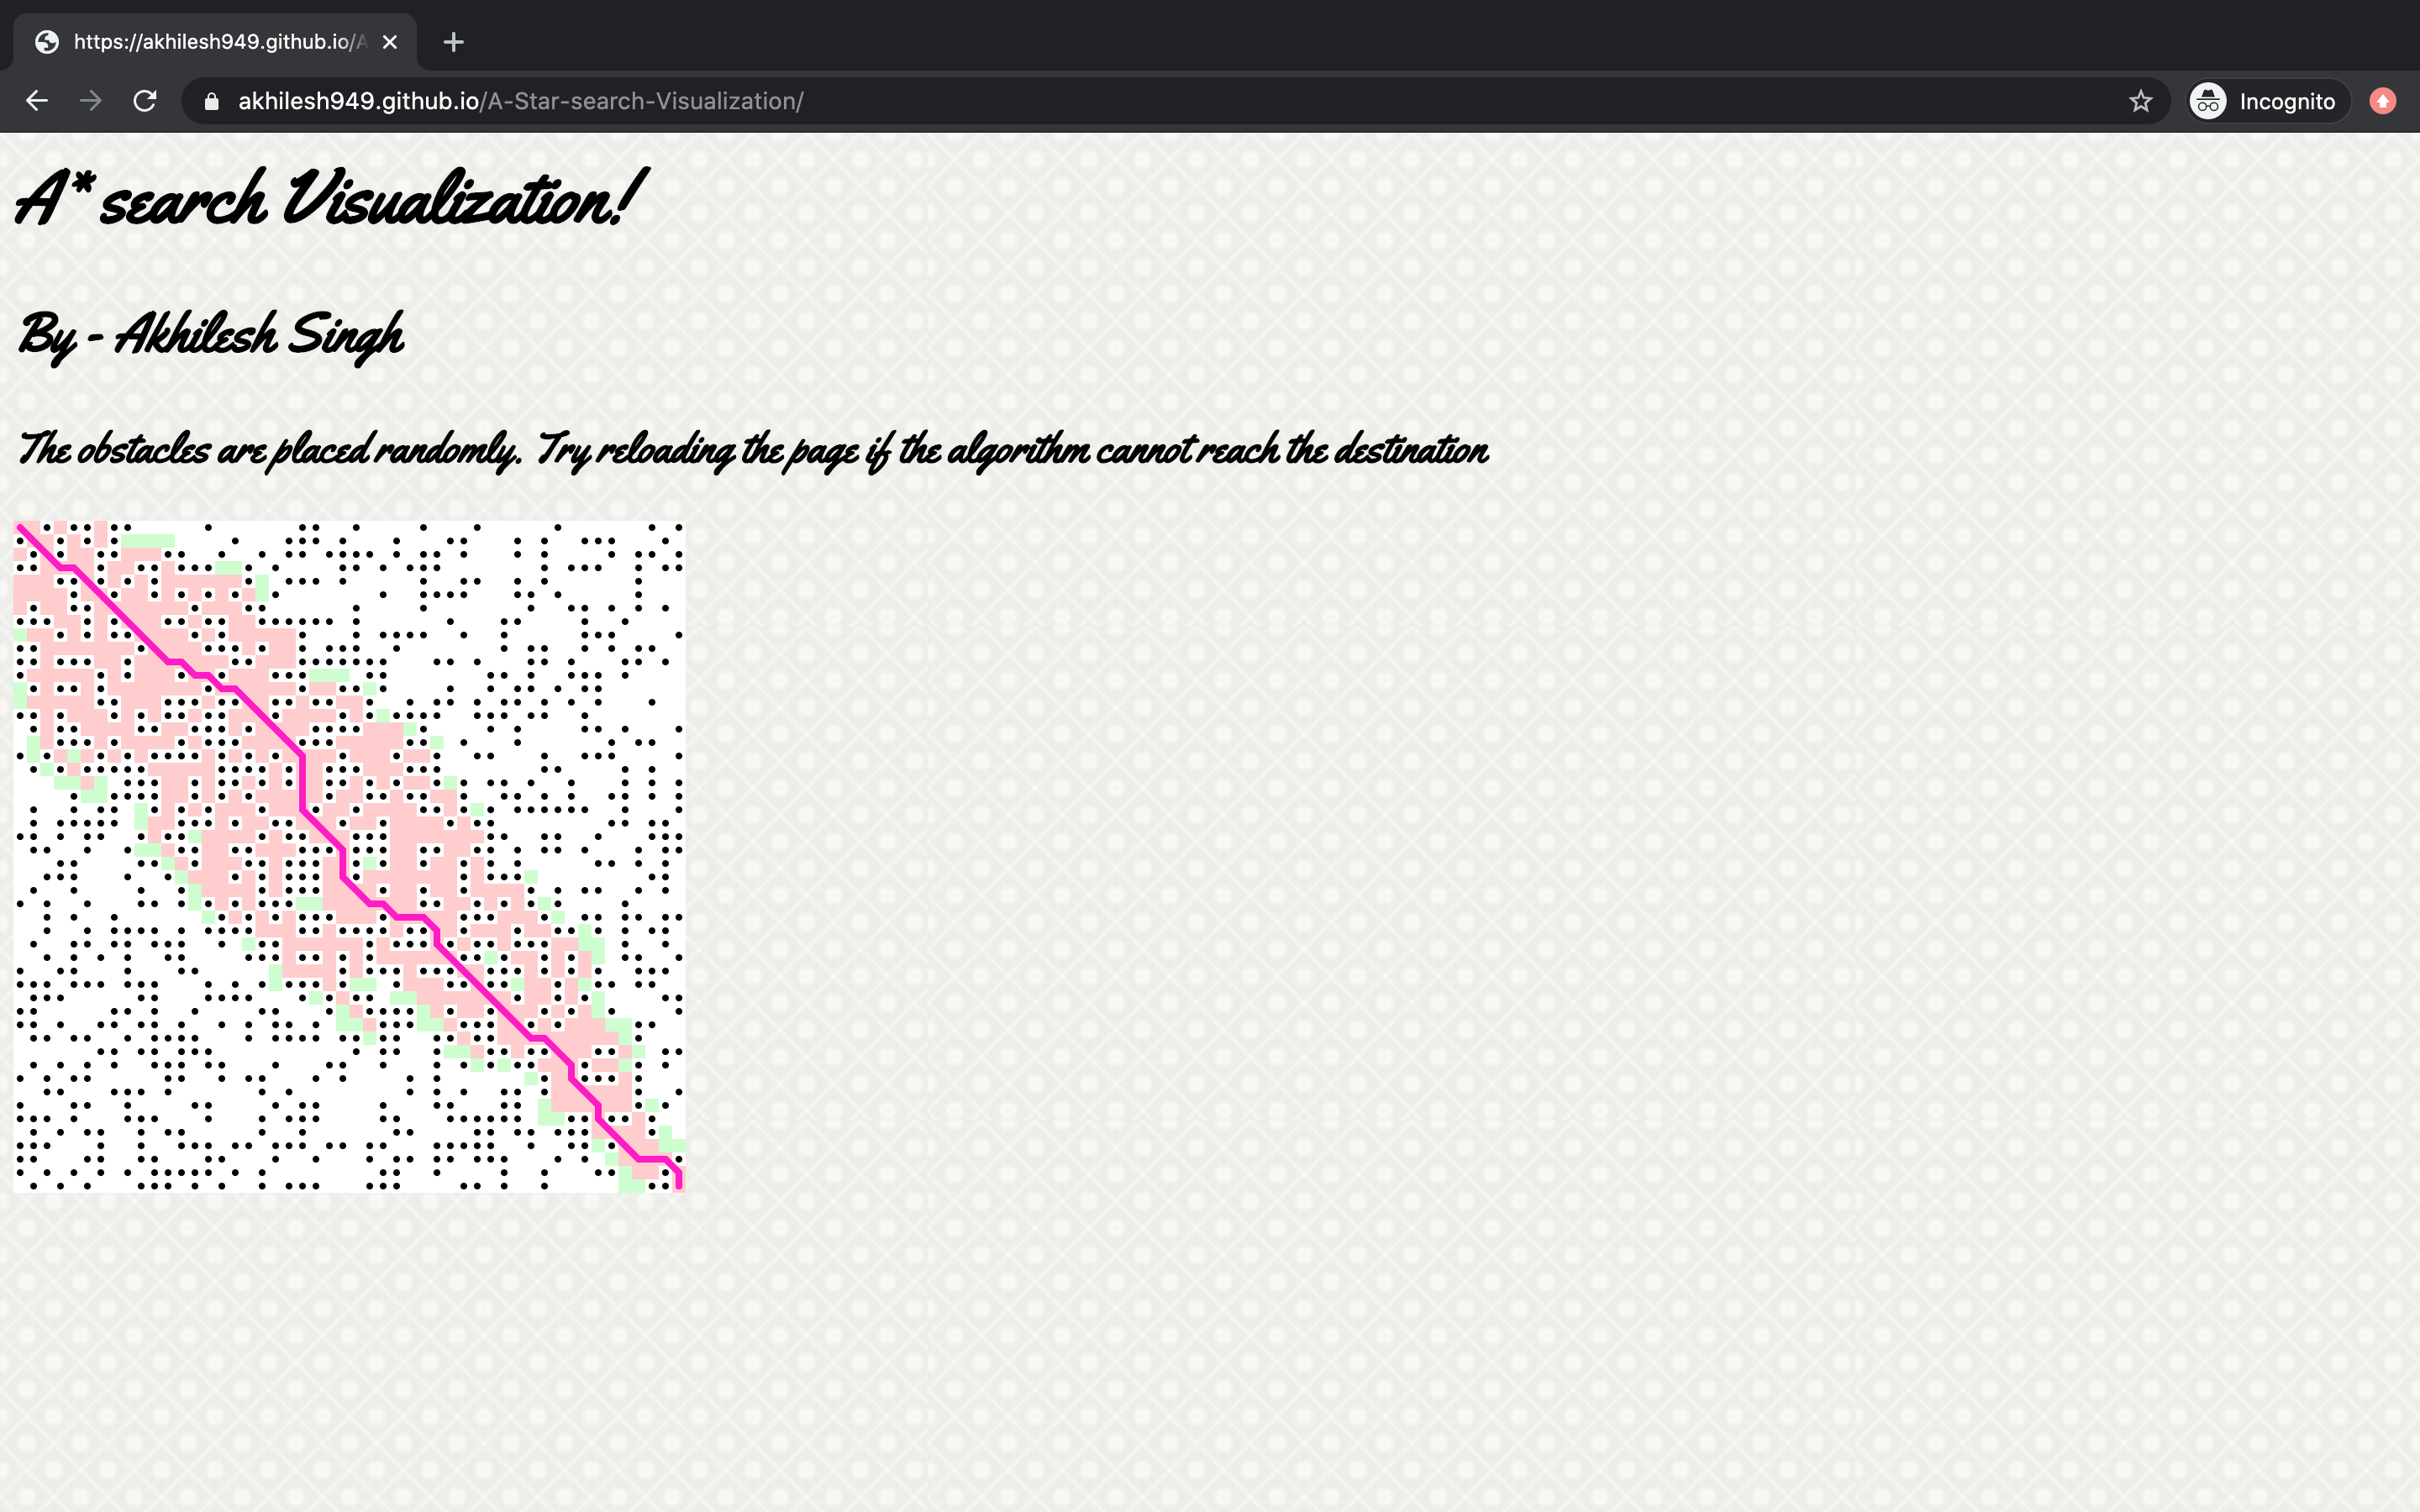 https://akhilesh949.github.io/A
akhilesh949.github.io/A-Star-search-Visualization/
Incognito
A* search Visualization!
By - Akhilesh Singh
The obstacles are placed randomly. Try reloading the page if the algorithm cannot reach the destination